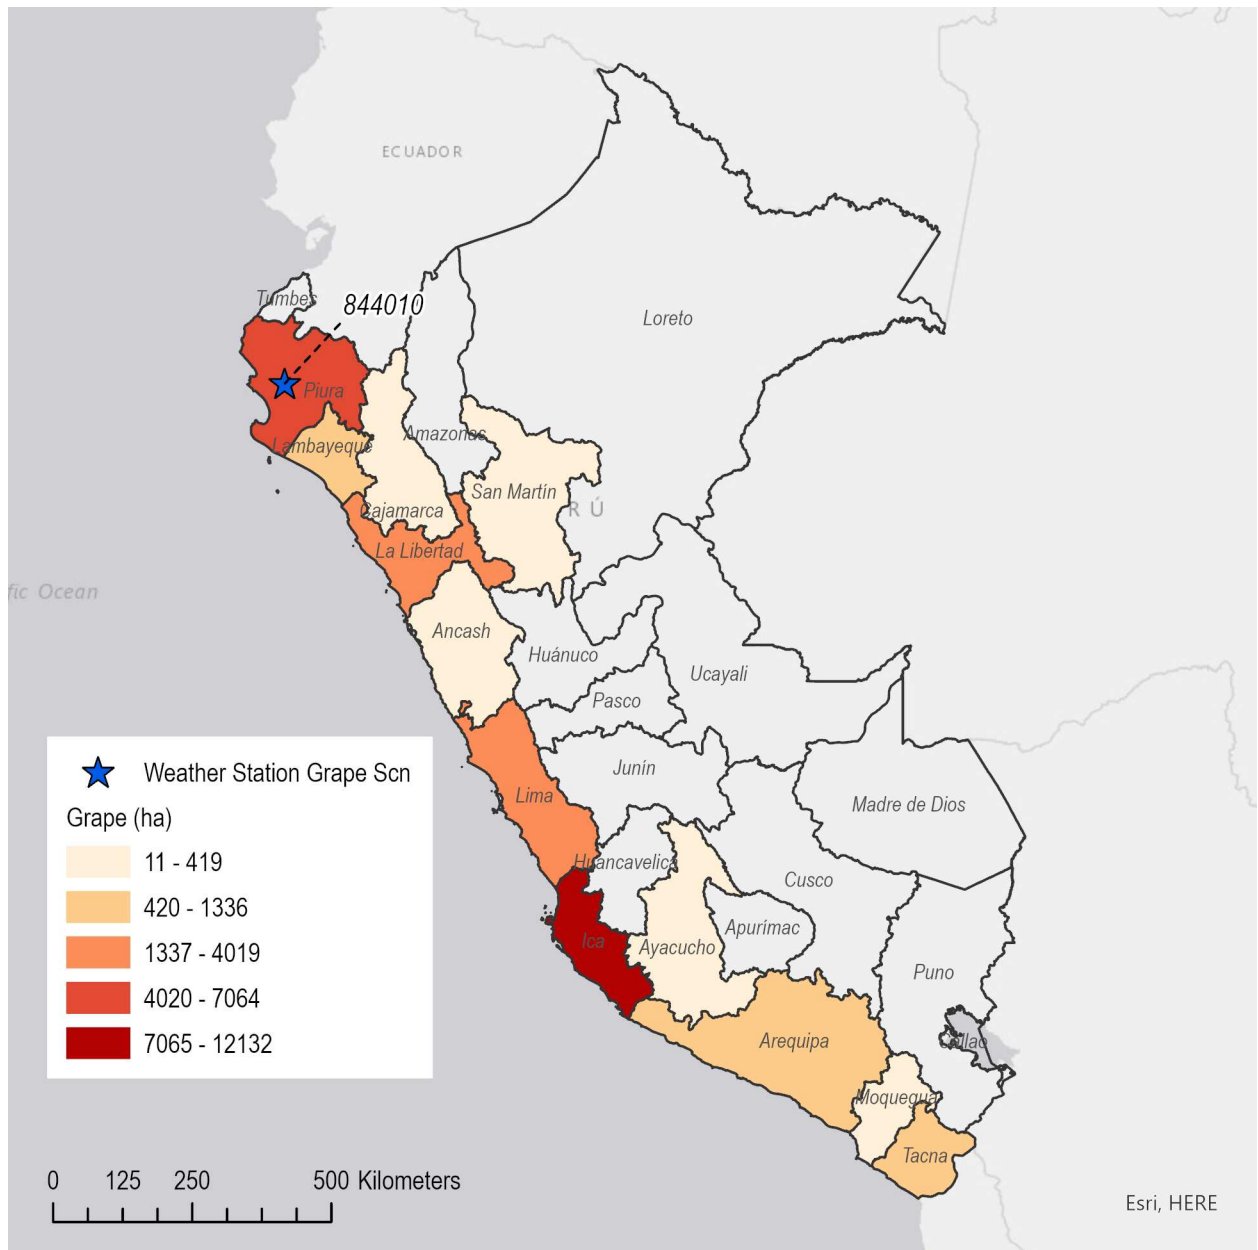 ECUADOR
Tumbes
844010
Loreto
Piura
Amazonas
Lambayeque
San Martín
Cajamarca
RÚ
La Libertad
fic Ocean
Ancash
Huánuco
Ucayali
Pasco
Junín
Lima
Madre de Dios
Huancavelica
Cusco
Apurímac
Ica
Ayacucho
Puno
Arequipa
Callao
Moquegua
Tacna
Weather Station Grape Scn
Grape (ha)
11 - 419
420 - 1336
1337 - 4019
4020 - 7064
7065 - 12132
0 125 250 500 Kilometers
Esri, HERE